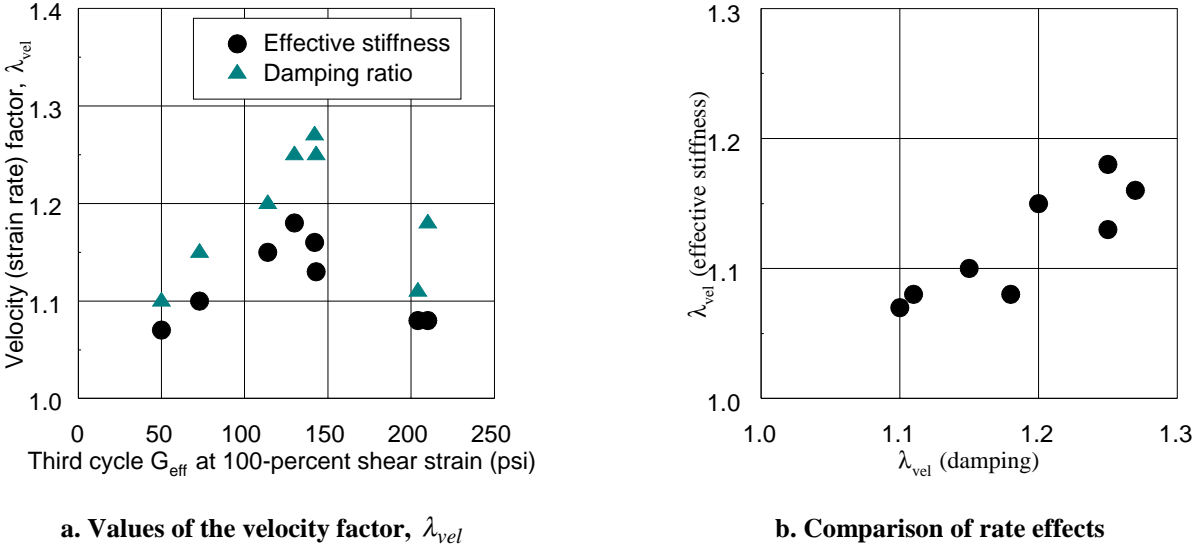 1.4
1.3
1.2
1.1
1.0
Velocity (strain rate) factor, λvel
Effective stiffness
Damping ratio
0 50 100 150 200 250
Third cycle Geff at 100-percent shear strain (psi)
a. Values of the velocity factor, λvel
1.3
1.2
1.1
1.0
λvel (effective stiffness)
1.0 1.1 1.2 1.3
λvel (damping)
b. Comparison of rate effects